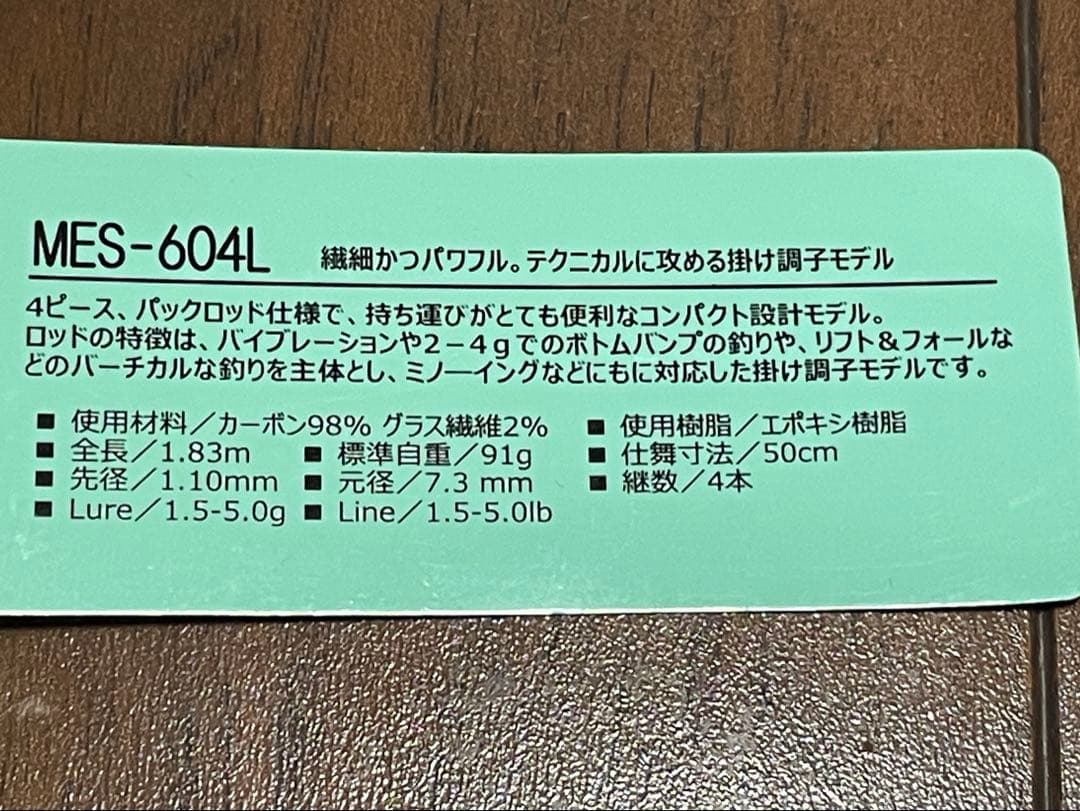 MES-604L 繊細かつパワフル。テクニカルに攻める掛け調子モデル
4ピース、パックロッド仕様で、持ち運びがとても便利なコンパクト設計モデル。
ロッドの特徴は、バイブレーションや2−4gでのボトムバンプの釣りや、リフト&フォールな
どのバーチカルな釣りを主体とし、ミノ―イングなどにもに対応した掛け調子モデルです。
■ 使用材料/カーボン98% グラス繊維2% ■ 使用樹脂/エポキシ樹脂
■ 全長/1.83m ■ 標準自重/91g ■ 仕舞寸法/50cm
■ 先径/1.10mm ■ 元径/7.3 mm ■ 継数/4本
■ Lure/1.5-5.0g ■ Line/1.5-5.0lb